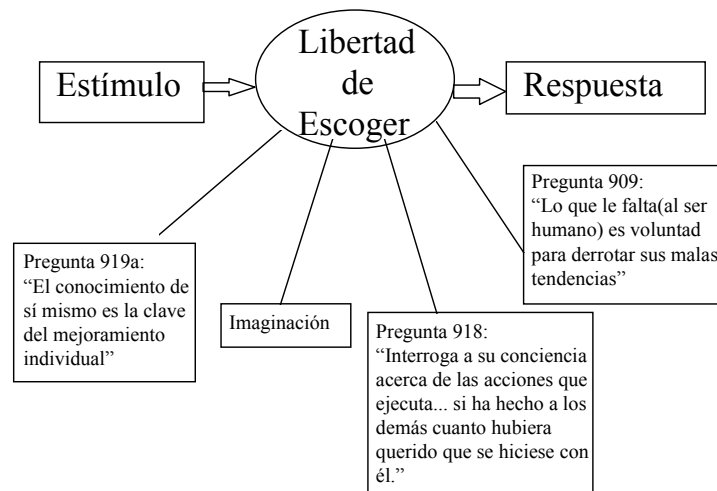 Estímulo
Libertad
de
Escoger
Respuesta
Pregunta 919a:
“El conocimiento de
sí mismo es la clave
del mejoramiento
individual”
Imaginación
Pregunta 918:
“Interroga a su conciencia
acerca de las acciones que
ejecuta... si ha hecho a los
demás cuanto hubiera
querido que se hiciese con
él.”
Pregunta 909:
“Lo que le falta(al ser
humano) es voluntad
para derrotar sus malas
tendencias”